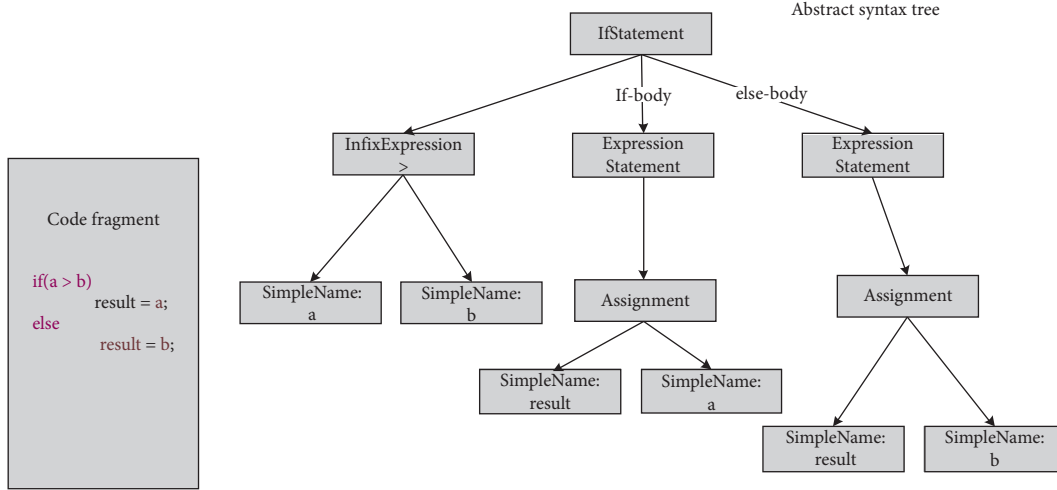 Abstract syntax tree
IfStatement
If-body
else-body
InfixExpression
>
Expression
Statement
Expression
Statement
Code fragment
if(a > b)
result = a;
else
result = b;
SimpleName:
a
SimpleName:
b
Assignment
Assignment
SimpleName:
result
SimpleName:
a
SimpleName:
result
SimpleName:
b